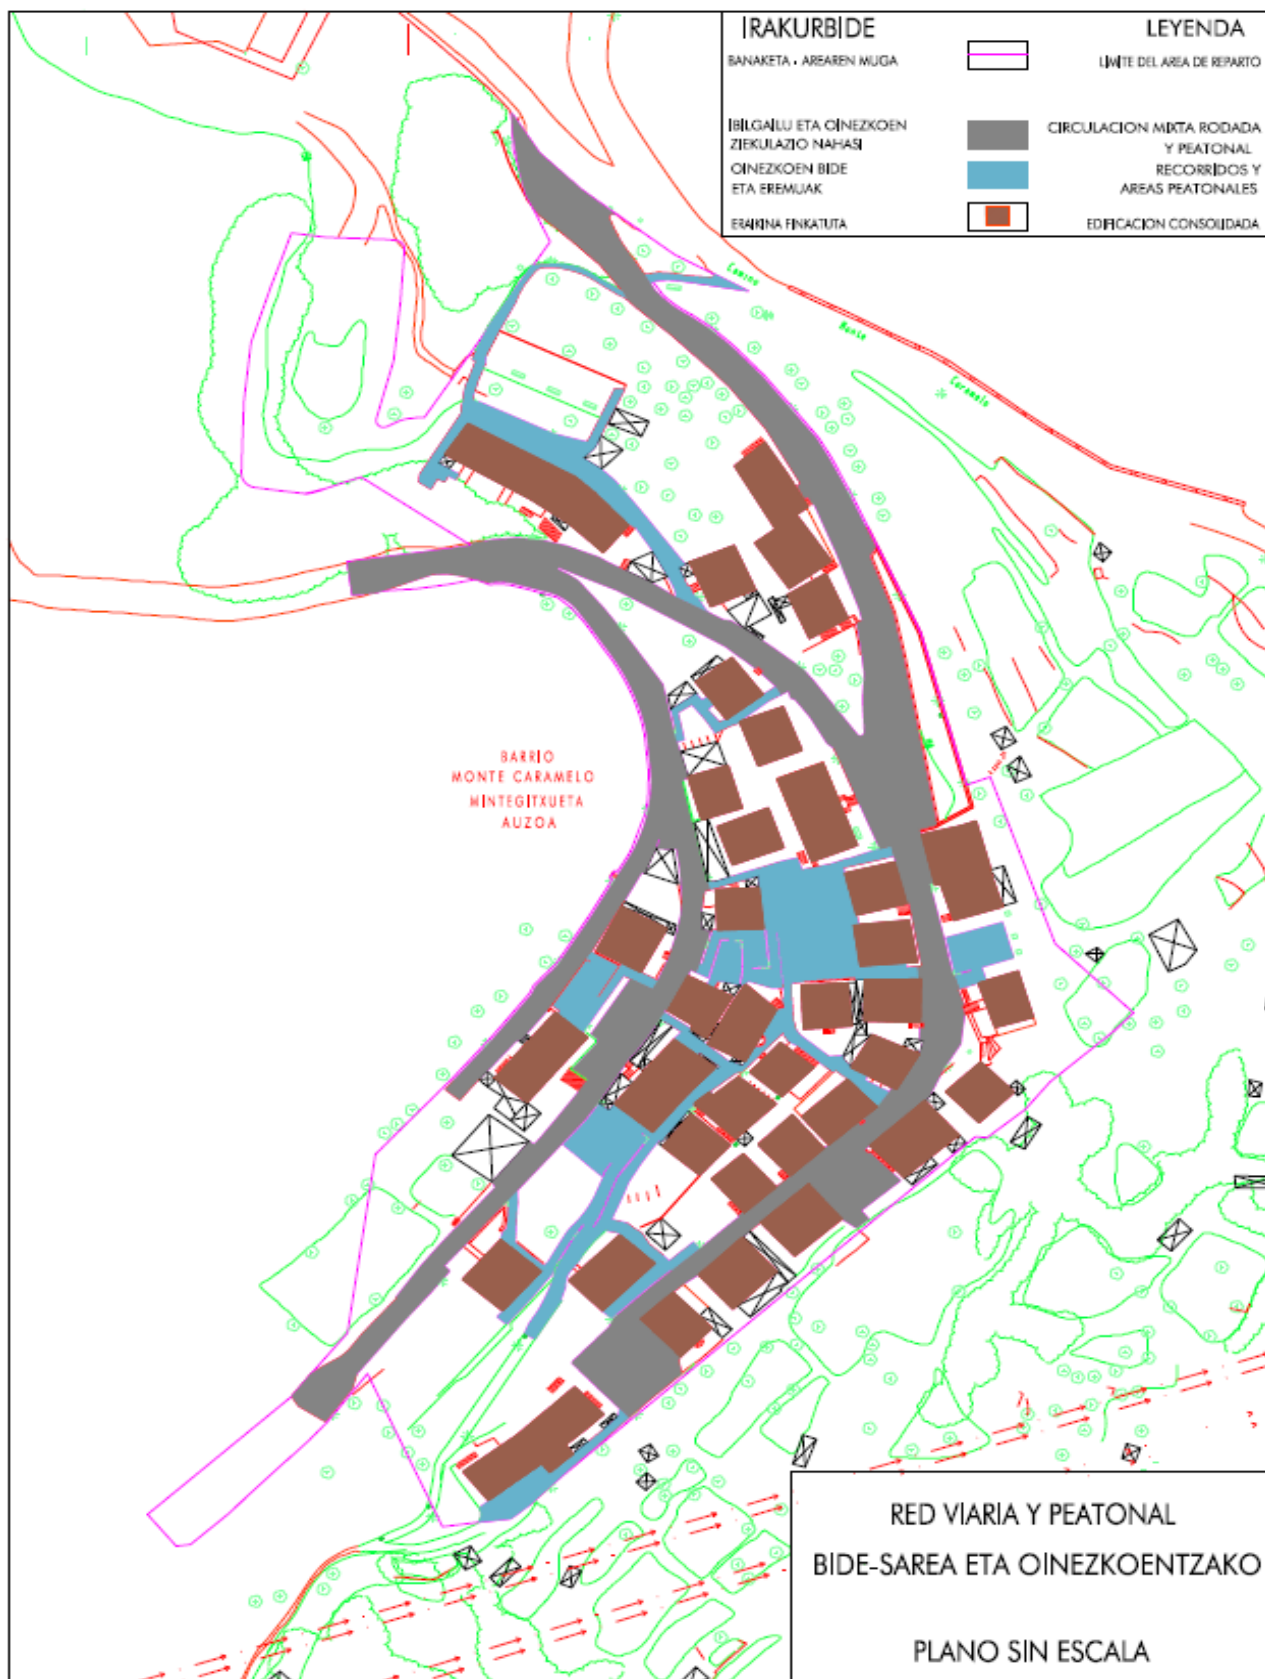 IRAKURBIDE
LEYENDA
BANAKETA - AREAREN MUGA
LIMITE DEL AREA DE REPARTO
IBILGAILU ETA OINEZKOEN
ZIEKULAZIO NAHASI
CIRCULACION MIXTA RODADA
Y PEATONAL
OINEZKOEN BIDE
ETA EREMUAK
RECORRIDOS Y
AREAS PEATONALES
ERAIKINA FINKATUTA
EDIFICACION CONSOLIDADA
Camino
Monte
Caramelo
BARRIO
MONTE CARAMELO
MINTEGITXUETA
AUZOA
RED VIARIA Y PEATONAL
BIDE-SAREA ETA OINEZKOENTZAKO
PLANO SIN ESCALA